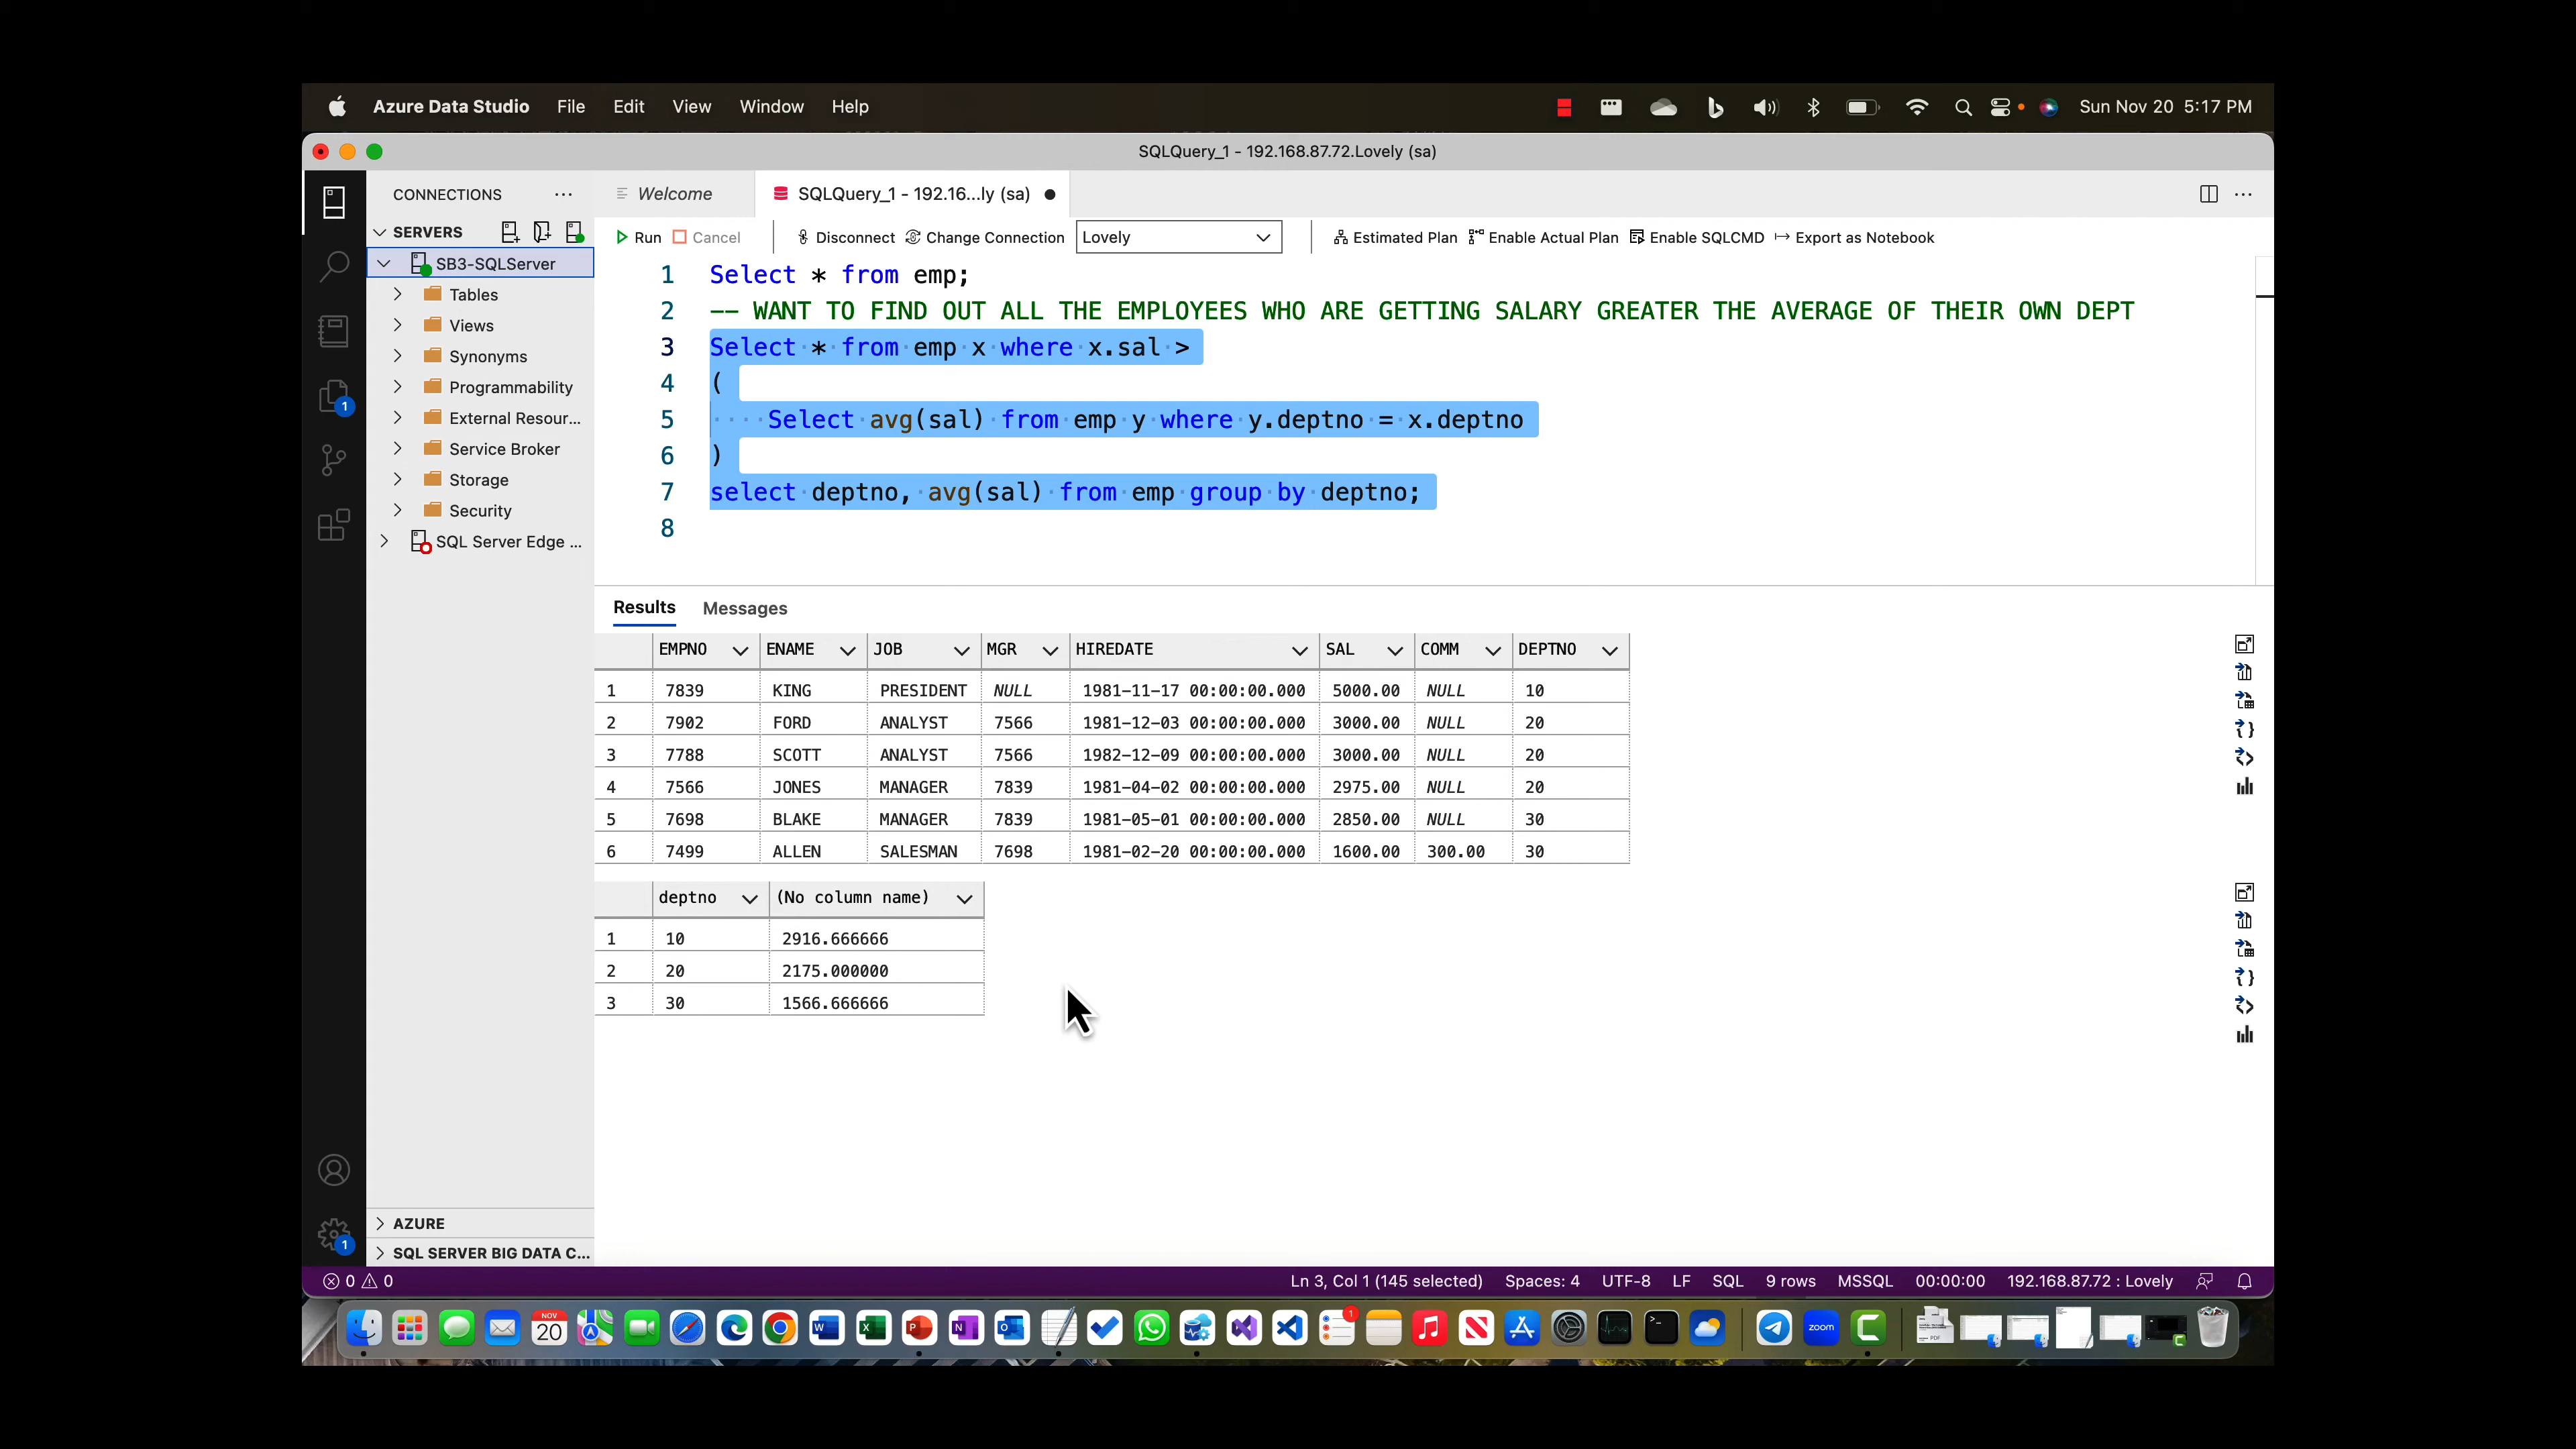 Azure Data Studio File Edit View Window Help Sun Nov 20 5:17 PM
SQLQuery_1 - 192.168.87.72.Lovely (sa)
CONNECTIONS
Welcome
SQLQuery_1 - 192.16...ly (sa)
SERVERS
Run Cancel Disconnect Change Connection Lovely Estimated Plan Enable Actual Plan Enable SQLCMD Export as Notebook
SB3-SQLServer
Tables
Views
Synonyms
Programmability
External Resour...
Service Broker
Storage
Security
SQL Server Edge ...
1 Select * from emp;
2 -- WANT TO FIND OUT ALL THE EMPLOYEES WHO ARE GETTING SALARY GREATER THE AVERAGE OF THEIR OWN DEPT
3 Select * from emp x where x.sal >
4 (
5 Select avg(sal) from emp y where y.deptno = x.deptno
6 )
7 select deptno, avg(sal) from emp group by deptno;
8
1
Results Messages
EMPNO ENAME JOB MGR HIREDATE SAL COMM DEPTNO
1 7839 KING PRESIDENT NULL 1981-11-17 00:00:00.000 5000.00 NULL 10
2 7902 FORD ANALYST 7566 1981-12-03 00:00:00.000 3000.00 NULL 20
3 7788 SCOTT ANALYST 7566 1982-12-09 00:00:00.000 3000.00 NULL 20
4 7566 JONES MANAGER 7839 1981-04-02 00:00:00.000 2975.00 NULL 20
5 7698 BLAKE MANAGER 7839 1981-05-01 00:00:00.000 2850.00 NULL 30
6 7499 ALLEN SALESMAN 7698 1981-02-20 00:00:00.000 1600.00 300.00 30
deptno (No column name)
1 10 2916.666666
2 20 2175.000000
3 30 1566.666666
AZURE
1
SQL SERVER BIG DATA C...
0 0 Ln 3, Col 1 (145 selected) Spaces: 4 UTF-8 LF SQL 9 rows MSSQL 00:00:00 192.168.87.72 : Lovely
NOV
20
1
zoom
PDF